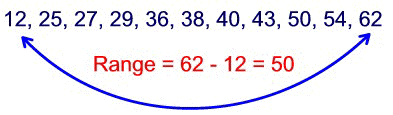 12, 25, 27, 29, 36, 38, 40, 43, 50, 54, 62
Range = 62 - 12 = 50